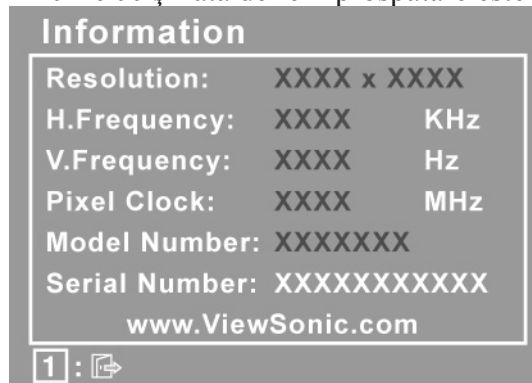 Information
Resolution: XXXX x XXXX
H.Frequency: XXXX KHz
V.Frequency: XXXX Hz
Pixel Clock: XXXX MHz
Model Number: XXXXXXX
Serial Number: XXXXXXXXXXX
www.ViewSonic.com
1 :